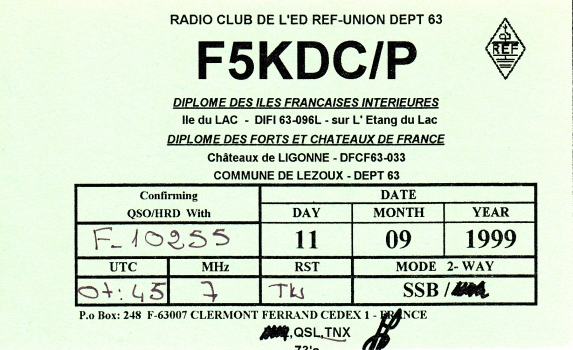 RADIO CLUB DE L'ED REF-UNION DEPT 63
F5KDC/P
REF
DIPLOME DES ILES FRANCAISES INTERIEURES
Ile du LAC - DIFI 63-096L - sur L' Etang du Lac
DIPLOME DES FORTS ET CHATEAUX DE FRANCE
Châteaux de LIGONNE - DFCF63-033
COMMUNE DE LEZOUX - DEPT 63
Confirming DATE
QSO/HRD With DAY MONTH YEAR
F_10255 11 09 1999
UTC MHz RST MODE 2- WAY
07:45 7 SSB /
P.o Box: 248 F-63007 CLERMONT FERRAND CEDEX 1 - FRANCE
,QSL,TNX
73's